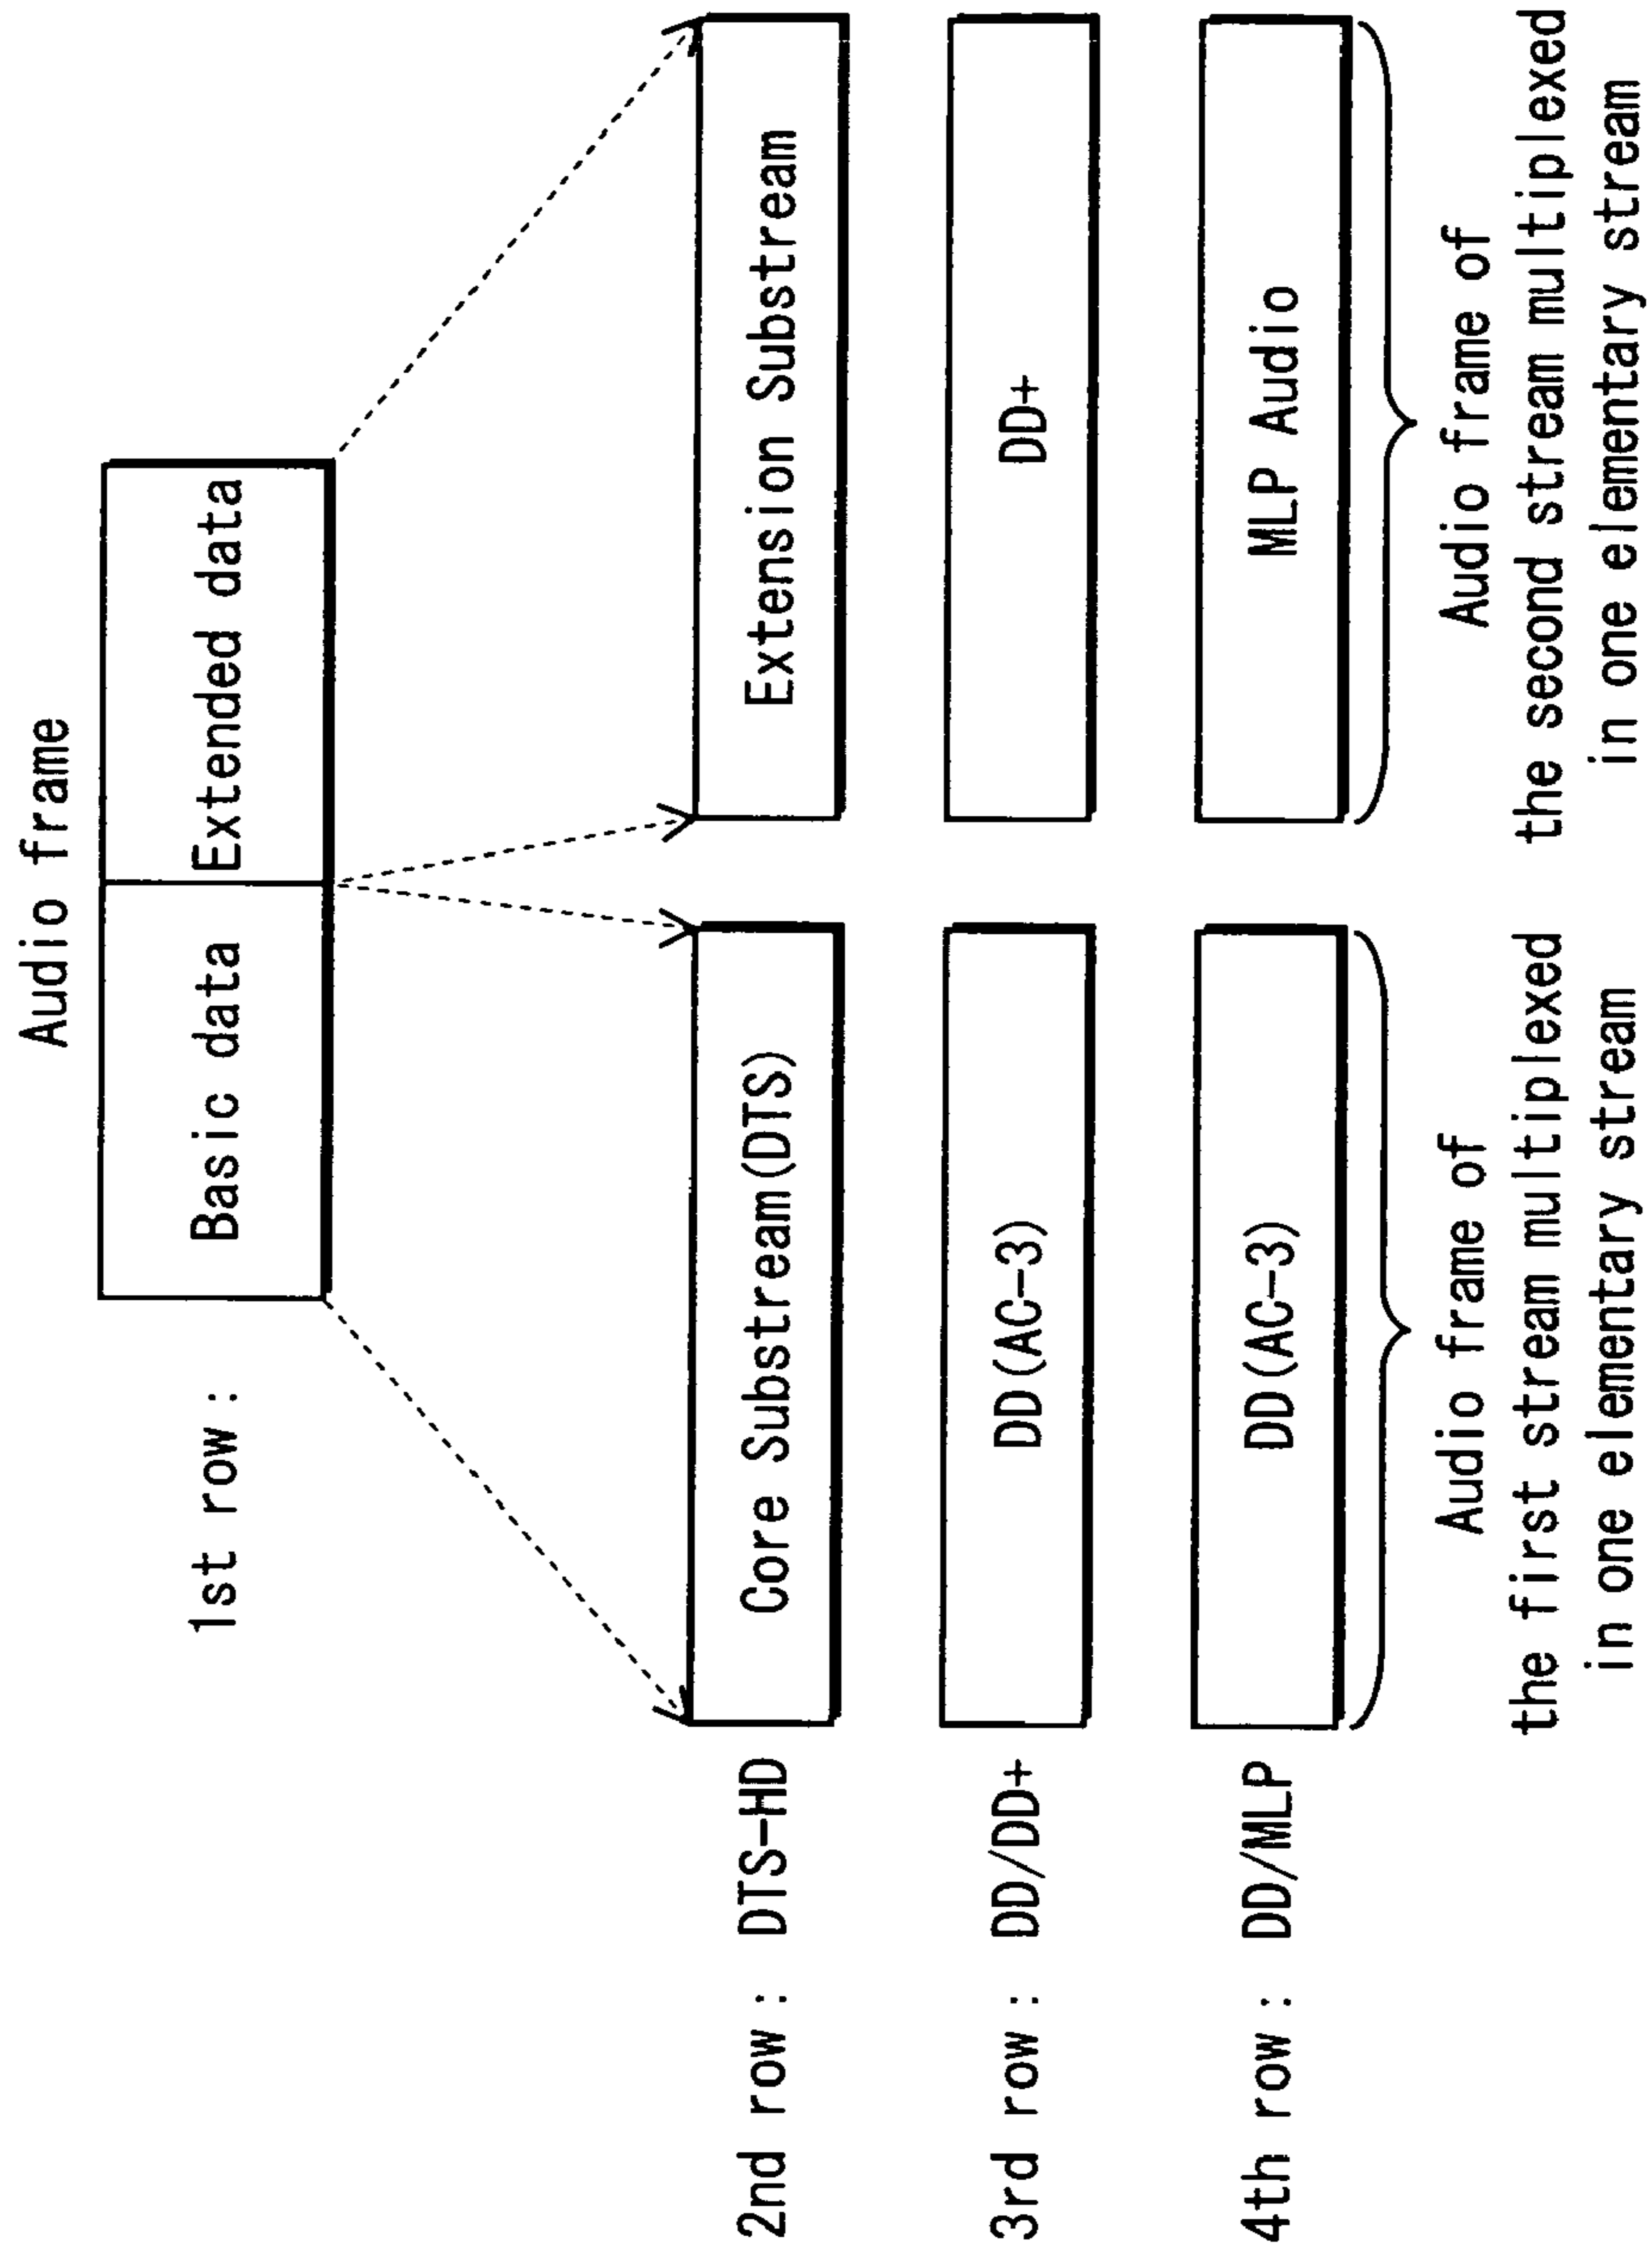 Audio frame
1st row : Basic data Extended data
2nd row : DTS-HD Core Substream(DTS) Extension Substream
3rd row : DD/DD+ DD(AC-3) DD+
4th row : DD/MLP DD(AC-3) MLP Audio
Audio frame of
the first stream multiplexed
in one elementary stream
Audio frame of
the second stream multiplexed
in one elementary stream